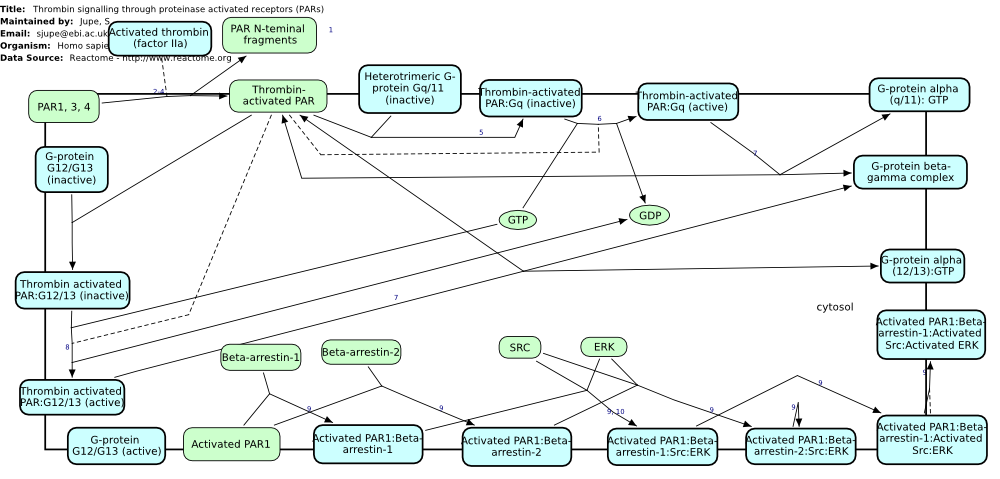 Title: Thrombin signalling through proteinase activated receptors (PARs)
Maintained by: Jupe, S
Email: sjupe@ebi.ac.uk
Organism: Homo sapie
Data Source: Reactome - http://www.reactome.org
Activated thrombin
(factor IIa)
PAR N-teminal
fragments
1
PAR1, 3, 4
2-4
Thrombin-
activated PAR
Heterotrimeric G-
protein Gq/11
(inactive)
Thrombin-activated
PAR:Gq (inactive)
Thrombin-activated
PAR:Gq (active)
G-protein alpha
(q/11): GTP
5
6
7
G-protein
G12/G13
(inactive)
G-protein beta-
gamma complex
GTP
GDP
Thrombin activated
PAR:G12/13 (inactive)
G-protein alpha
(12/13):GTP
7
cytosol
8
Activated PAR1:Beta-
arrestin-1:Activated
Src:Activated ERK
Beta-arrestin-1
Beta-arrestin-2
SRC
ERK
9
Thrombin activated
PAR:G12/13 (active)
9
9
9, 10
9
9
9
G-protein
G12/G13 (active)
Activated PAR1
Activated PAR1:Beta-
arrestin-1
Activated PAR1:Beta-
arrestin-2
Activated PAR1:Beta-
arrestin-1:Src:ERK
Activated PAR1:Beta-
arrestin-2:Src:ERK
Activated PAR1:Beta-
arrestin-1:Activated
Src:ERK